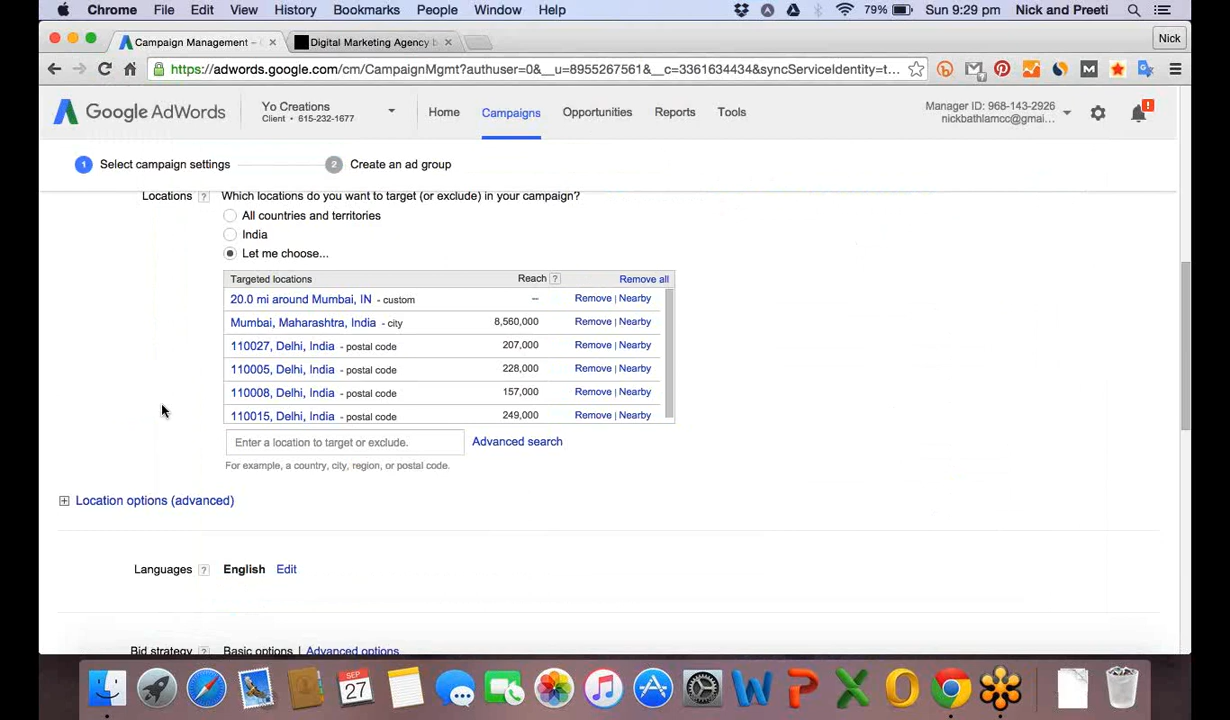 Chrome File Edit View History Bookmarks People Window Help 79% Sun 9:29 pm Nick and Preeti
Campaign Management – Digital Marketing Agency b Nick
https://adwords.google.com/cm/CampaignMgmt?authuser=0&__u=8955267561&__c=3361634434&syncServiceIdentity=t...
Google AdWords Yo Creations Home Campaigns Opportunities Reports Tools Manager ID: 968-143-2926
Client • 615-232-1677 nickbathlamcc@gmai...
1 Select campaign settings 2 Create an ad group
Locations ? Which locations do you want to target (or exclude) in your campaign?
All countries and territories
India
Let me choose...
Targeted locations Reach ? Remove all
20.0 mi around Mumbai, IN - custom -- Remove | Nearby
Mumbai, Maharashtra, India - city 8,560,000 Remove | Nearby
110027, Delhi, India - postal code 207,000 Remove | Nearby
110005, Delhi, India - postal code 228,000 Remove | Nearby
110008, Delhi, India - postal code 157,000 Remove | Nearby
110015, Delhi, India - postal code 249,000 Remove | Nearby
Enter a location to target or exclude. Advanced search
For example, a country, city, region, or postal code.
Location options (advanced)
Languages ? English Edit
Bid strategy ? Basic options | Advanced options
SEP
27